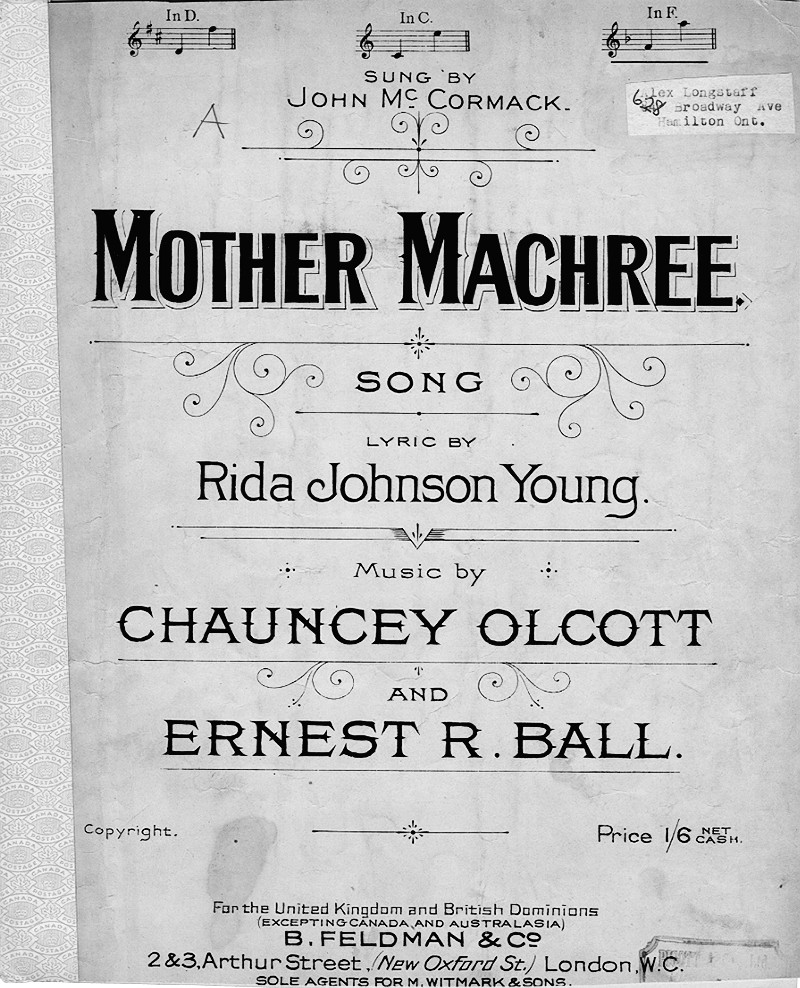 In D. In C. In F.
SUNG BY
JOHN Mc CORMACK.
A
Alex Longstaff
628 Broadway Ave
Hamilton Ont.
MOTHER MACHREE.
SONG
LYRIC BY
Rida Johnson Young.
Music by
CHAUNCEY OLCOTT
AND
ERNEST R. BALL.
Copyright.
Price 1/6 NET CASH.
For the United Kingdom and British Dominions
(EXCEPTING CANADA, AND AUSTRALASIA)
B. FELDMAN & Co
2 & 3, Arthur Street, (New Oxford St.) London, W.C.
SOLE AGENTS FOR M. WITMARK & SONS.